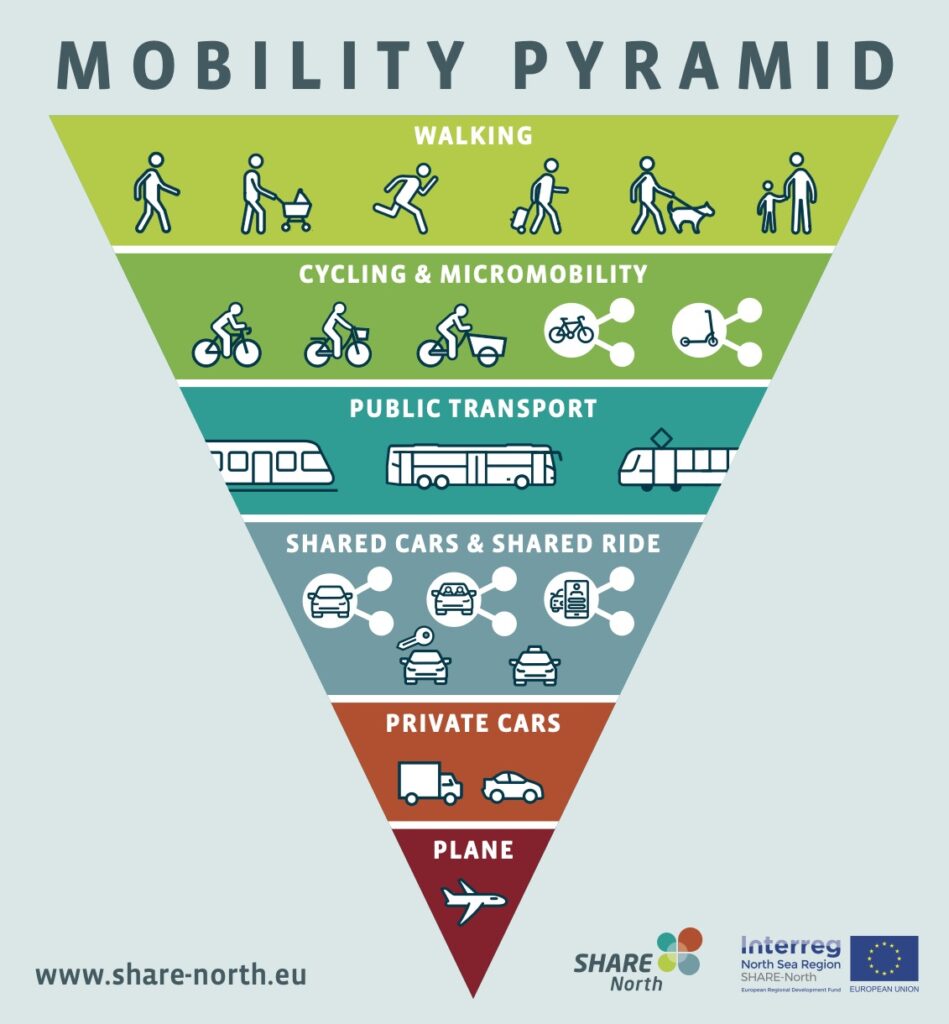 MOBILITY PYRAMID
WALKING
CYCLING & MICROMOBILITY
PUBLIC TRANSPORT
SHARED CARS & SHARED RIDE
PRIVATE CARS
PLANE
www.share-north.eu
SHARE
North
Interreg
North Sea Region
SHARE-North
European Regional Development Fund
EUROPEAN UNION